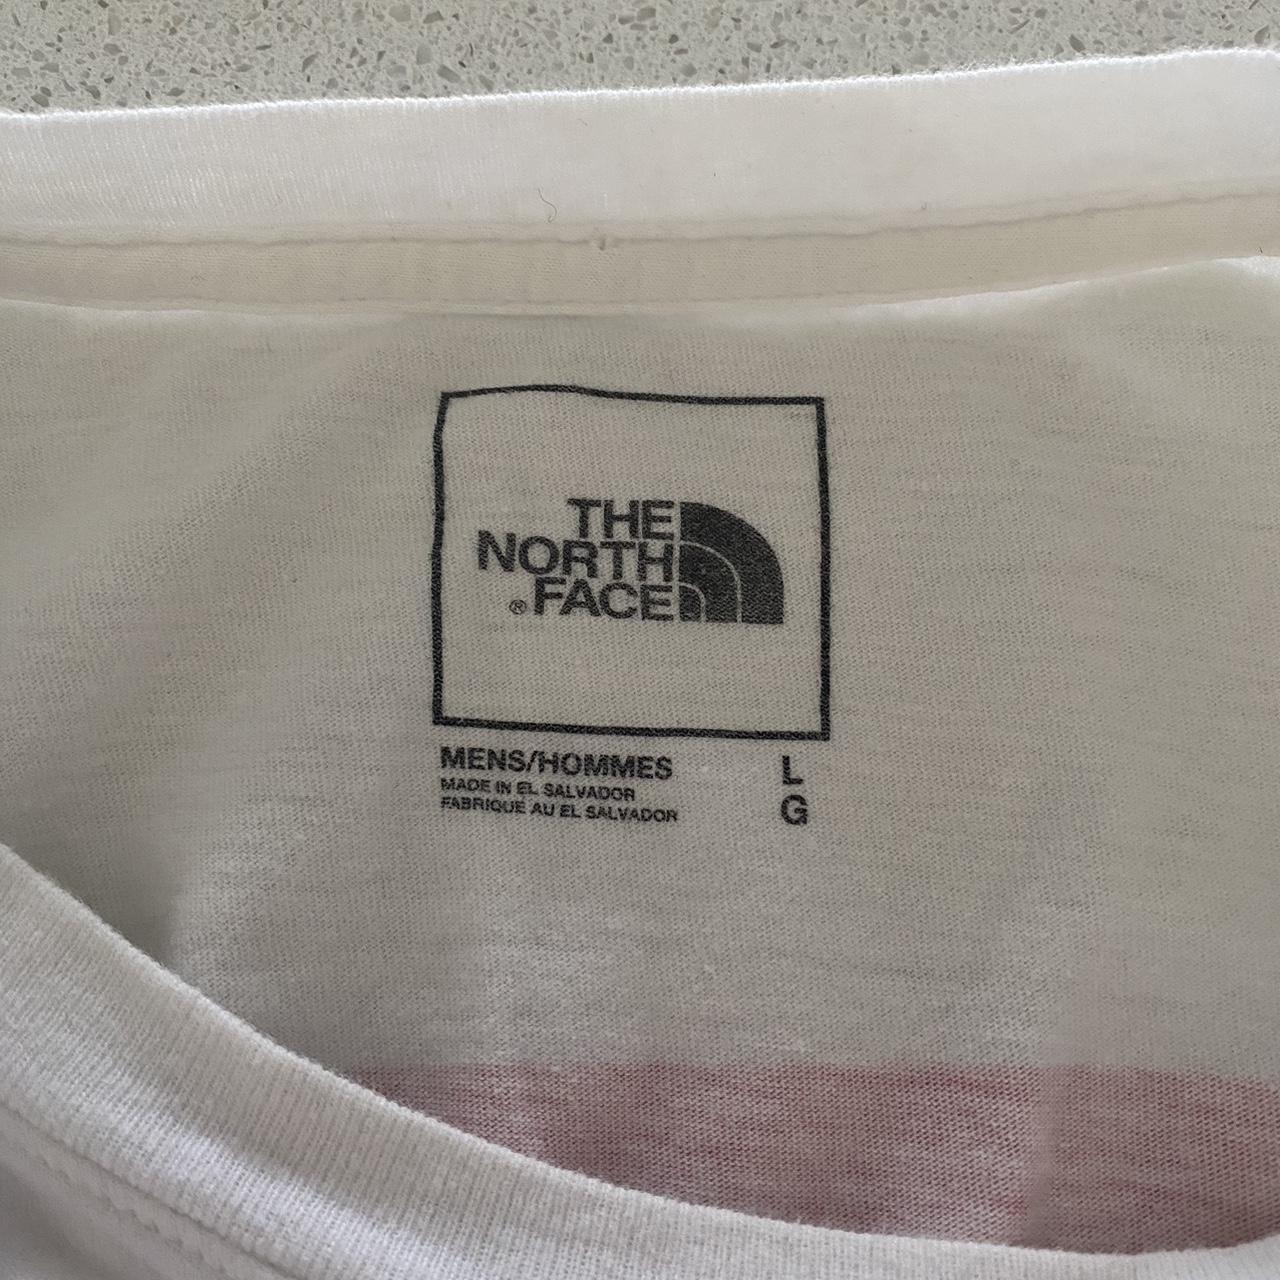 THE
NORTH
®FACE
MENS/HOMMES L
MADE IN EL SALVADOR
FABRIQUE AU EL SALVADOR G